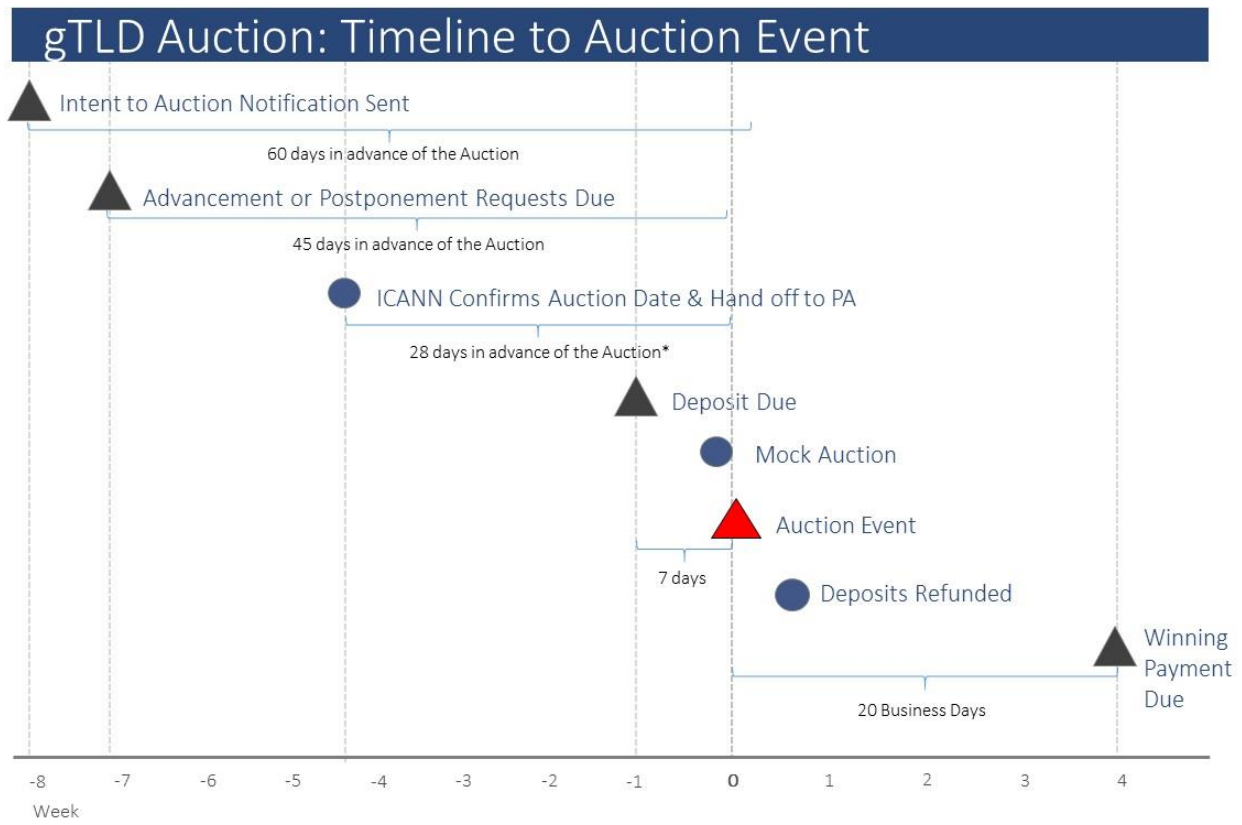 gTLD Auction: Timeline to Auction Event
Intent to Auction Notification Sent
60 days in advance of the Auction
Advancement or Postponement Requests Due
45 days in advance of the Auction
ICANN Confirms Auction Date & Hand off to PA
28 days in advance of the Auction*
Deposit Due
Mock Auction
Auction Event
7 days
Deposits Refunded
Winning
Payment
Due
20 Business Days
-8 -7 -6 -5 -4 -3 -2 -1 0 1 2 3 4
Week